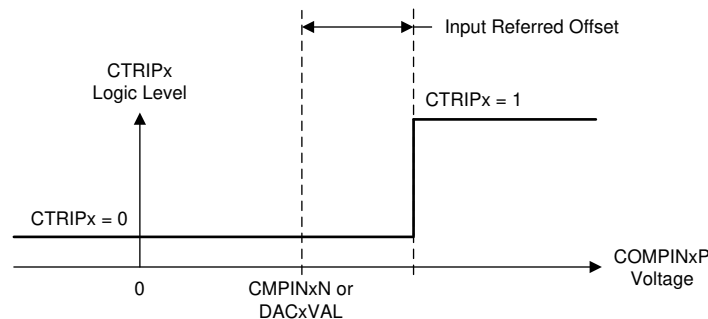 Input Referred Offset
CTRIPx
Logic Level
CTRIPx = 1
CTRIPx = 0
COMPINxP
Voltage
0
CMPINxN or
DACxVAL